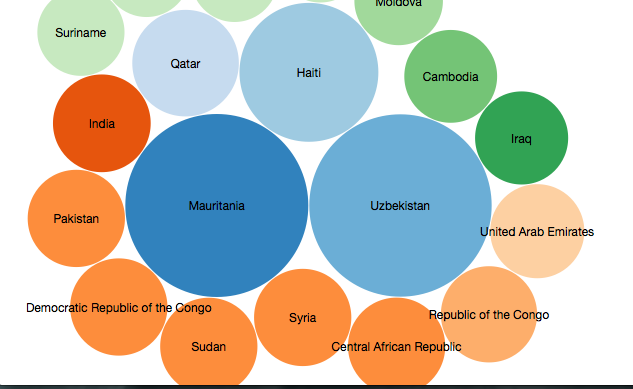 Moldova
Suriname
Qatar
Haiti
Cambodia
India
Iraq
Mauritania
Uzbekistan
Pakistan
United Arab Emirates
Democratic Republic of the Congo
Syria
Republic of the Congo
Sudan
Central African Republic